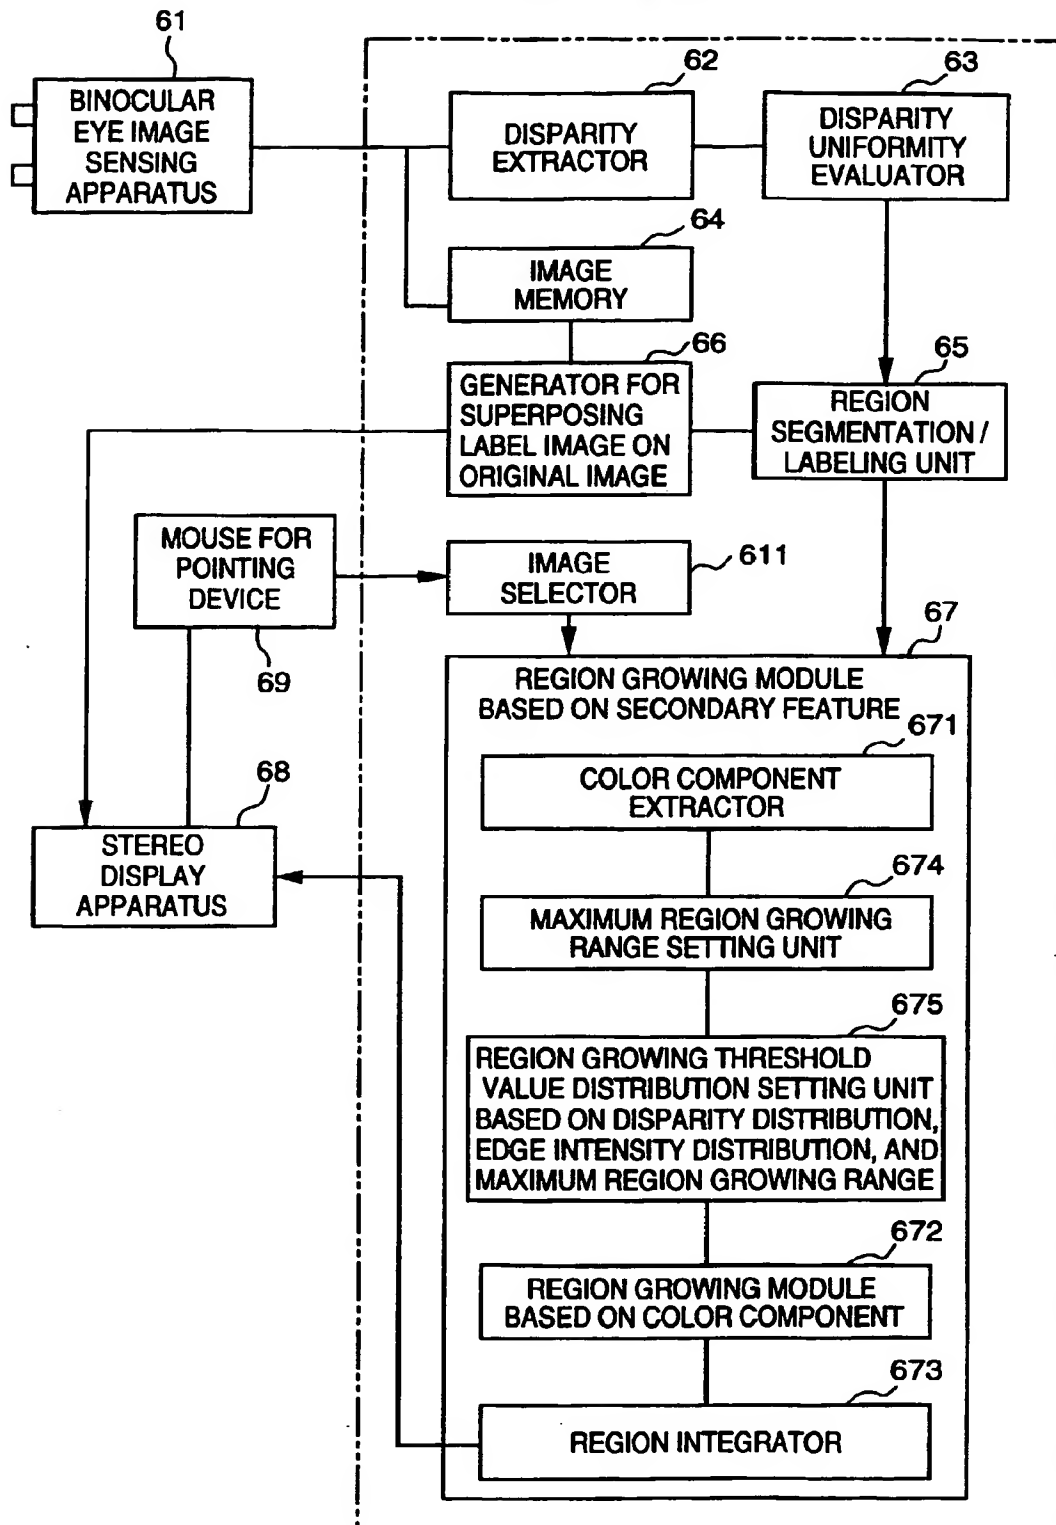 61
BINOCULAR
EYE IMAGE
SENSING
APPARATUS
62
DISPARITY
EXTRACTOR
63
DISPARITY
UNIFORMITY
EVALUATOR
64
IMAGE
MEMORY
66
GENERATOR FOR
SUPERPOSING
LABEL IMAGE ON
ORIGINAL IMAGE
65
REGION
SEGMENTATION /
LABELING UNIT
MOUSE FOR
POINTING
DEVICE
69
IMAGE
SELECTOR
611
67
REGION GROWING MODULE
BASED ON SECONDARY FEATURE
671
COLOR COMPONENT
EXTRACTOR
68
STEREO
DISPLAY
APPARATUS
674
MAXIMUM REGION GROWING
RANGE SETTING UNIT
675
REGION GROWING THRESHOLD
VALUE DISTRIBUTION SETTING UNIT
BASED ON DISPARITY DISTRIBUTION,
EDGE INTENSITY DISTRIBUTION, AND
MAXIMUM REGION GROWING RANGE
672
REGION GROWING MODULE
BASED ON COLOR COMPONENT
673
REGION INTEGRATOR